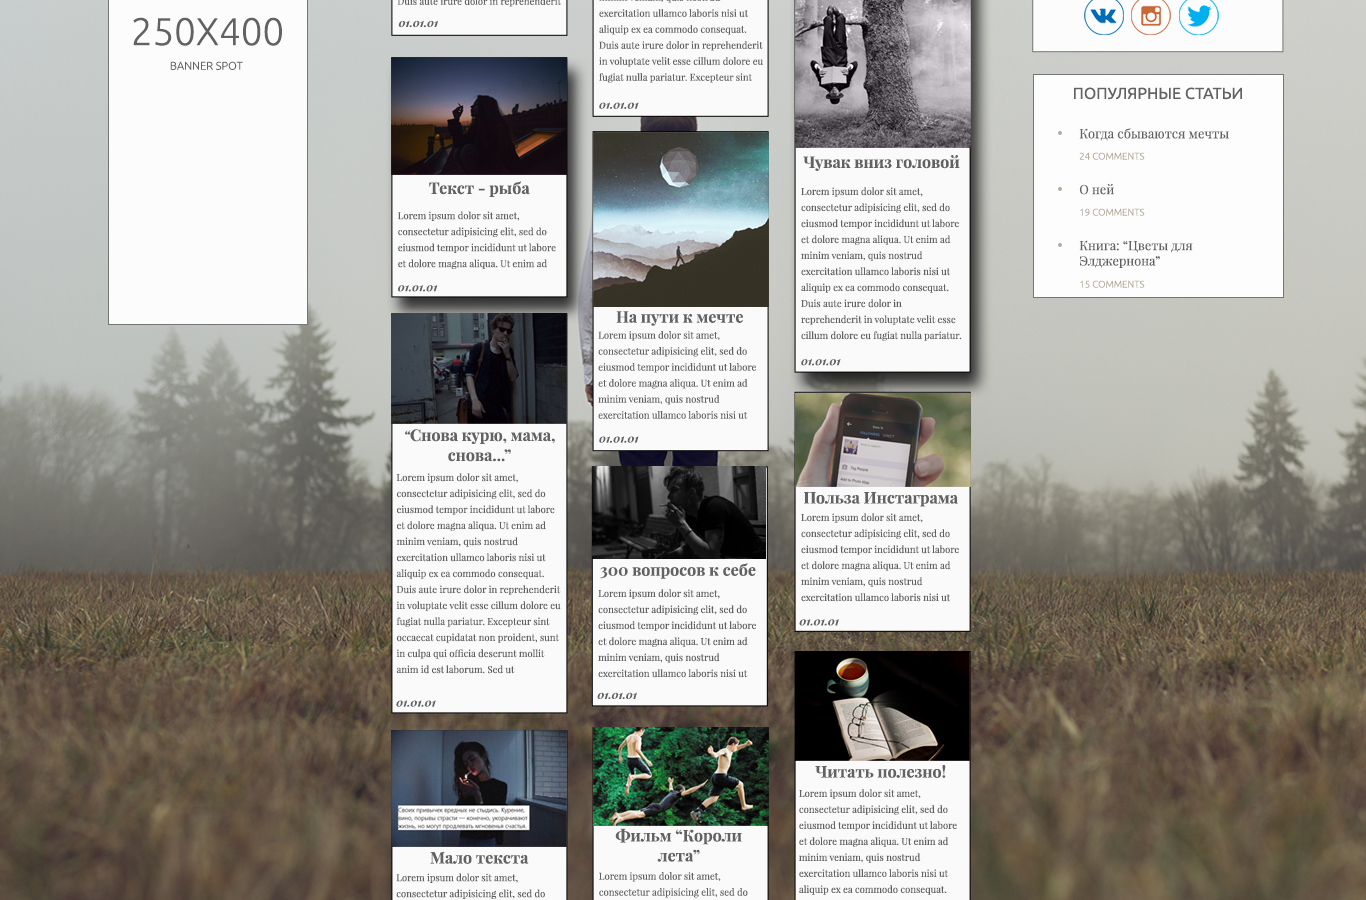 250X400
BANNER SPOT
Duis aute irure dolor in reprehenderit
01.01.01
Текст - рыба
Lorem ipsum dolor sit amet,
consectetur adipisicing elit, sed do
eiusmod tempor incididunt ut labore
et dolore magna aliqua. Ut enim ad
01.01.01
“Снова курю, мама,
снова...”
Lorem ipsum dolor sit amet,
consectetur adipisicing elit, sed do
eiusmod tempor incididunt ut labore
et dolore magna aliqua. Ut enim ad
minim veniam, quis nostrud
exercitation ullamco laboris nisi ut
aliquip ex ea commodo consequat.
Duis aute irure dolor in reprehenderit
in voluptate velit esse cillum dolore eu
fugiat nulla pariatur. Excepteur sint
occaecat cupidatat non proident, sunt
in culpa qui officia deserunt mollit
anim id est laborum. Sed ut
01.01.01
Своих привычек вредных не стыдись. Курение,
вино, порывы страсти — конечно, укорачивают
жизнь, но могут продлевать мгновенья счастья.
Мало текста
Lorem ipsum dolor sit amet,
consectetur adipisicing elit, sed do
exercitation ullamco laboris nisi ut
aliquip ex ea commodo consequat.
Duis aute irure dolor in reprehenderit
in voluptate velit esse cillum dolore eu
fugiat nulla pariatur. Excepteur sint
01.01.01
На пути к мечте
Lorem ipsum dolor sit amet,
consectetur adipisicing elit, sed do
eiusmod tempor incididunt ut labore
et dolore magna aliqua. Ut enim ad
minim veniam, quis nostrud
exercitation ullamco laboris nisi ut
01.01.01
300 вопросов к себе
Lorem ipsum dolor sit amet,
consectetur adipisicing elit, sed do
eiusmod tempor incididunt ut labore
et dolore magna aliqua. Ut enim ad
minim veniam, quis nostrud
exercitation ullamco laboris nisi ut
01.01.01
Фильм “Короли
лета”
Lorem ipsum dolor sit amet,
consectetur adipisicing elit, sed do
Чувак вниз головой
Lorem ipsum dolor sit amet,
consectetur adipisicing elit, sed do
eiusmod tempor incididunt ut labore
et dolore magna aliqua. Ut enim ad
minim veniam, quis nostrud
exercitation ullamco laboris nisi ut
aliquip ex ea commodo consequat.
Duis aute irure dolor in
reprehenderit in voluptate velit esse
cillum dolore eu fugiat nulla pariatur.
01.01.01
Польза Инстаграма
Lorem ipsum dolor sit amet,
consectetur adipisicing elit, sed do
eiusmod tempor incididunt ut labore
et dolore magna aliqua. Ut enim ad
minim veniam, quis nostrud
exercitation ullamco laboris nisi ut
01.01.01
Читать полезно!
Lorem ipsum dolor sit amet,
consectetur adipisicing elit, sed do
eiusmod tempor incididunt ut labore
et dolore magna aliqua. Ut enim ad
minim veniam, quis nostrud
exercitation ullamco laboris nisi ut
aliquip ex ea commodo consequat.
ПОПУЛЯРНЫЕ СТАТЬИ
Когда сбываются мечты
24 COMMENTS
О ней
19 COMMENTS
Книга: “Цветы для
Элджернона”
15 COMMENTS